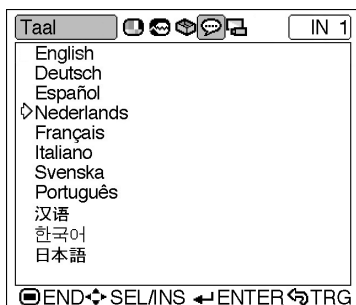 Taal IN 1
English
Deutsch
Español
Nederlands
Français
Italiano
Svenska
Português
汉语
한국어
日本語
END SEL/INS ENTER TRG